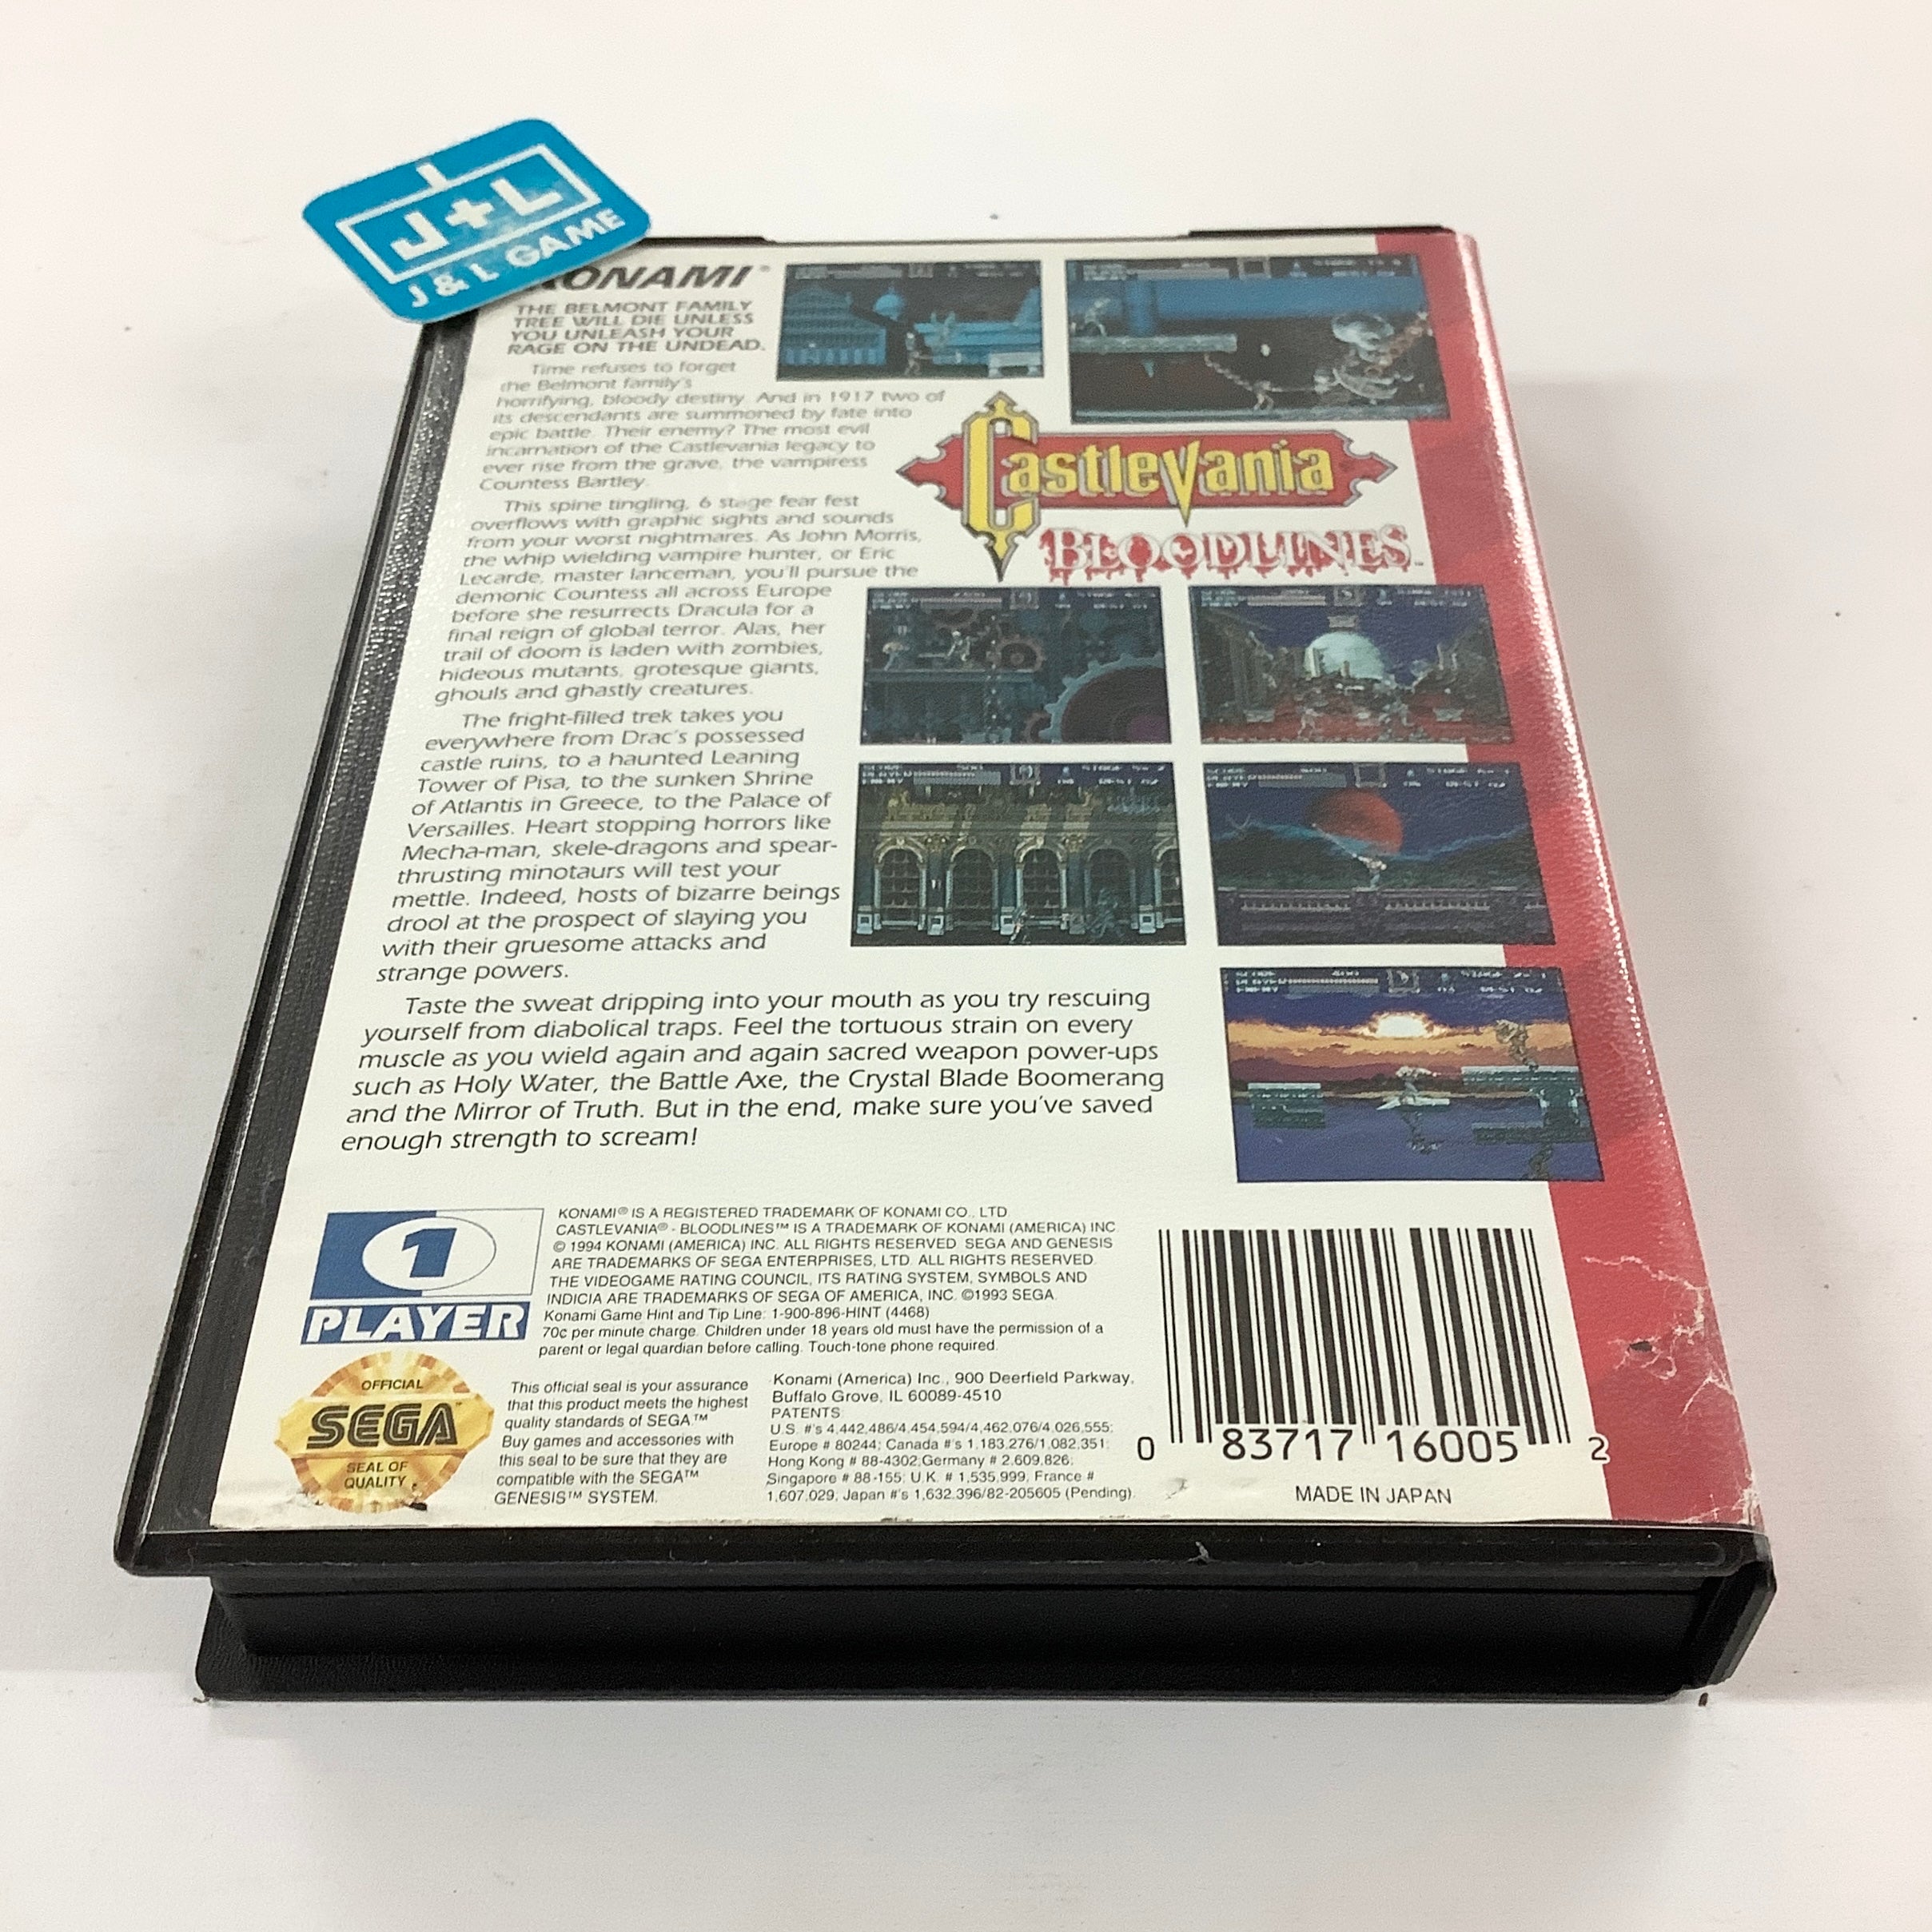 J+L
J & L GAME
KONAMI®
THE BELMONT FAMILY
TREE WILL DIE UNLESS
YOU UNLEASH YOUR
RAGE ON THE UNDEAD.
Time refuses to forget
the Belmont family's
horrifying, bloody destiny. And in 1917 two of
its descendants are summoned by fate into
epic battle. Their enemy? The most evil
incarnation of the Castlevania legacy to
ever rise from the grave, the vampiress
Countess Bartley.
This spine tingling, 6 stage fear fest
overflows with graphic sights and sounds
from your worst nightmares. As John Morris,
the whip wielding vampire hunter, or Eric
Lecarde, master lanceman, you'll pursue the
demonic Countess all across Europe
before she resurrects Dracula for a
final reign of global terror. Alas, her
trail of doom is laden with zombies,
hideous mutants, grotesque giants,
ghouls and ghastly creatures.
The fright-filled trek takes you
everywhere from Drac's possessed
castle ruins, to a haunted Leaning
Tower of Pisa, to the sunken Shrine
of Atlantis in Greece, to the Palace of
Versailles. Heart stopping horrors like
Mecha-man, skele-dragons and spear-
thrusting minotaurs will test your
mettle. Indeed, hosts of bizarre beings
drool at the prospect of slaying you
with their gruesome attacks and
strange powers.
Taste the sweat dripping into your mouth as you try rescuing
yourself from diabolical traps. Feel the tortuous strain on every
muscle as you wield again and again sacred weapon power-ups
such as Holy Water, the Battle Axe, the Crystal Blade Boomerang
and the Mirror of Truth. But in the end, make sure you've saved
enough strength to scream!
Castlevania
BLOODLINES™
1
PLAYER
KONAMI® IS A REGISTERED TRADEMARK OF KONAMI CO., LTD
CASTLEVANIA® - BLOODLINES™ IS A TRADEMARK OF KONAMI (AMERICA) INC
© 1994 KONAMI (AMERICA) INC. ALL RIGHTS RESERVED. SEGA AND GENESIS
ARE TRADEMARKS OF SEGA ENTERPRISES, LTD. ALL RIGHTS RESERVED.
THE VIDEOGAME RATING COUNCIL, ITS RATING SYSTEM, SYMBOLS AND
INDICIA ARE TRADEMARKS OF SEGA OF AMERICA, INC. ©1993 SEGA.
Konami Game Hint and Tip Line: 1-900-896-HINT (4468)
70¢ per minute charge. Children under 18 years old must have the permission of a
parent or legal guardian before calling. Touch-tone phone required.
OFFICIAL
SEGA™
SEAL OF
QUALITY
This official seal is your assurance
that this product meets the highest
quality standards of SEGA.™
Buy games and accessories with
this seal to be sure that they are
compatible with the SEGA™
GENESIS™ SYSTEM.
Konami (America) Inc., 900 Deerfield Parkway,
Buffalo Grove, IL 60089-4510
PATENTS:
U.S. #'s 4,442,486/4,454,594/4,462,076/4,026,555;
Europe # 80244; Canada #'s 1,183,276/1,082,351;
Hong Kong # 88-4302;Germany # 2,609,826;
Singapore # 88-155; U.K. # 1,535,999, France #
1,607,029, Japan #'s 1,632,396/82-205605 (Pending).
0 83717 16005 2
MADE IN JAPAN